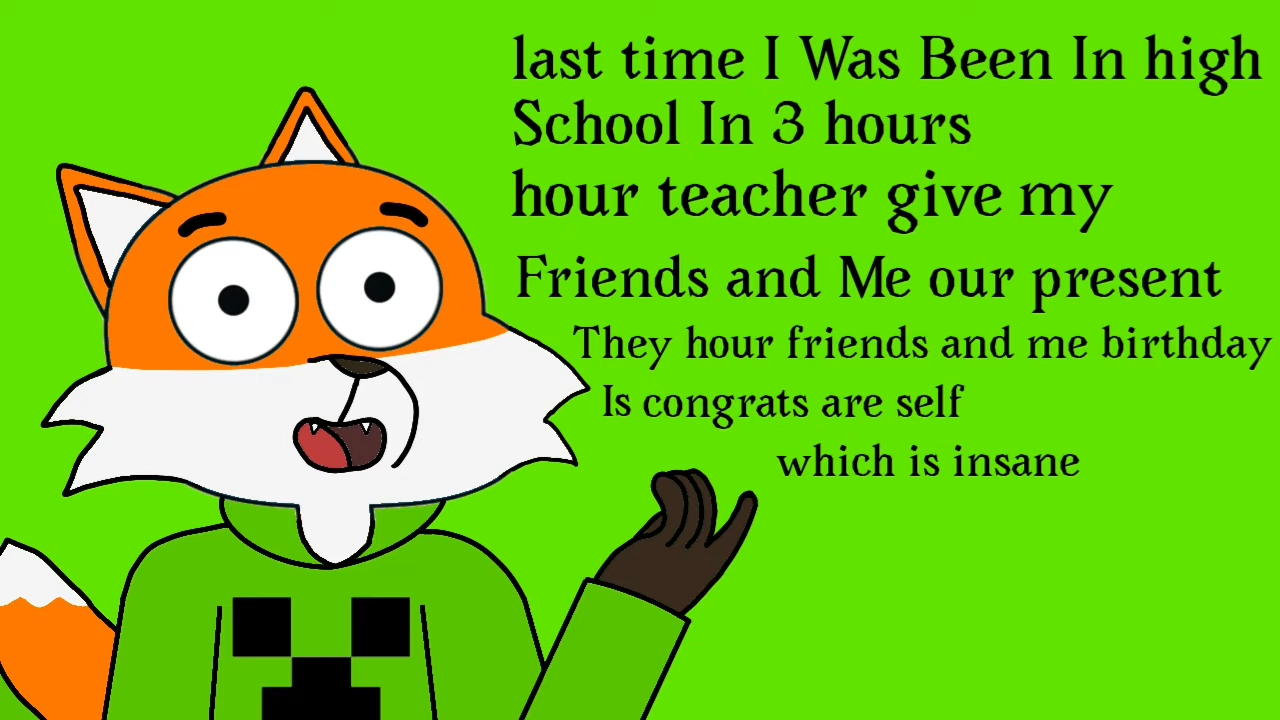 last time I Was Been In high
School In 3 hours
hour teacher give my
Friends and Me our present
They hour friends and me birthday
Is congrats are self
which is insane